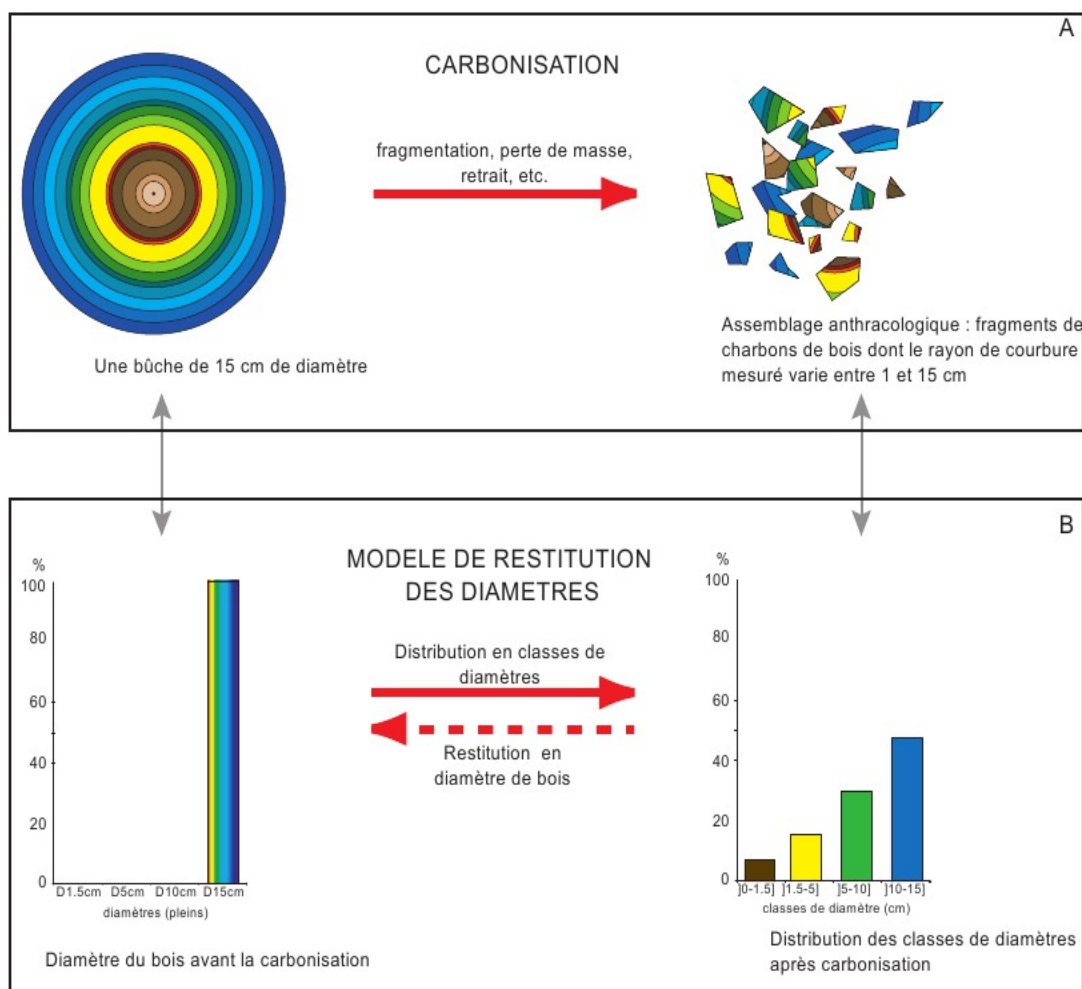 A
CARBONISATION
fragmentation, perte de masse,
retrait, etc.
Une bûche de 15 cm de diamètre
Assemblage anthracologique : fragments de
charbons de bois dont le rayon de courbure
mesuré varie entre 1 et 15 cm
B
MODELE DE RESTITUTION
DES DIAMETRES
Distribution en classes de
diamètres
Restitution en
diamètre de bois
%
100
80
60
40
20
0
D1.5cm D5cm D10cm D15cm
diamètres (pleins)
Diamètre du bois avant la carbonisation
%
100
80
60
40
20
0
]0-1.5] ]1.5-5] ]5-10] ]10-15]
classes de diamètre (cm)
Distribution des classes de diamètres
après carbonisation